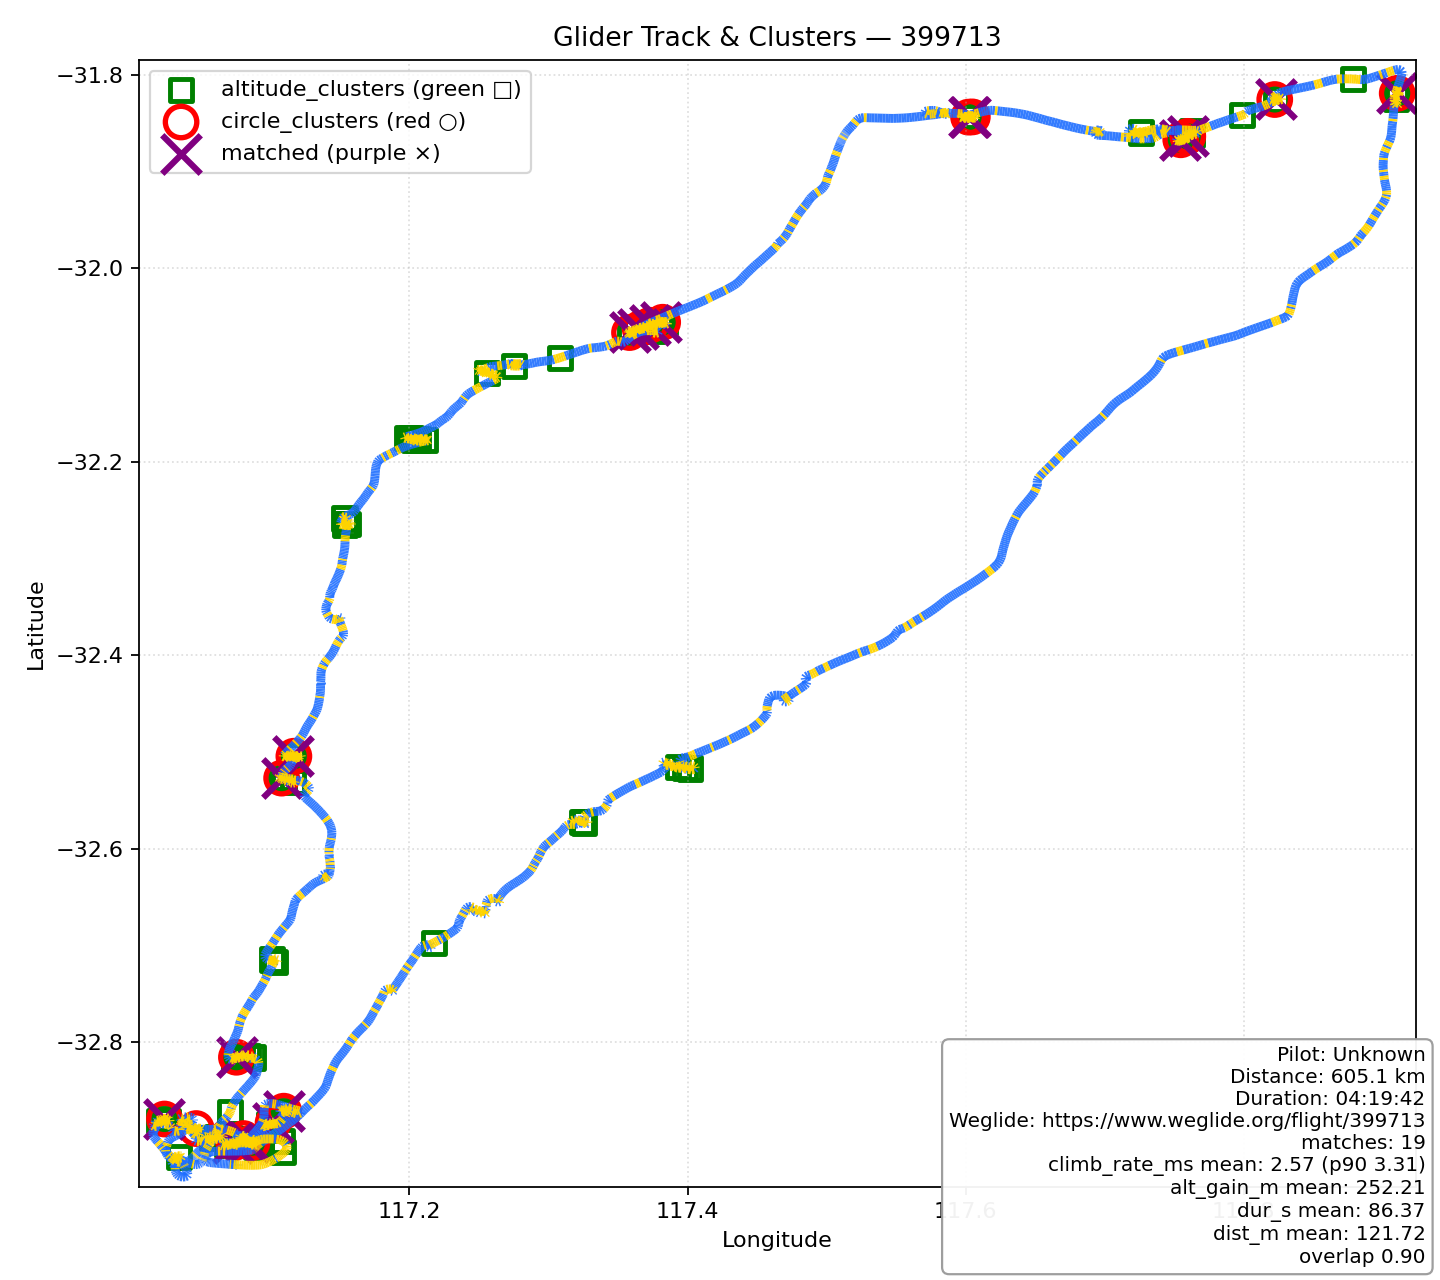 Glider Track & Clusters — 399713
altitude_clusters (green □)
circle_clusters (red ○)
matched (purple ×)
−31.8
−32.0
−32.2
−32.4
−32.6
−32.8
Latitude
117.2
117.4
117.6
Longitude
Pilot: Unknown
Distance: 605.1 km
Duration: 04:19:42
Weglide: https://www.weglide.org/flight/399713
matches: 19
climb_rate_ms mean: 2.57 (p90 3.31)
alt_gain_m mean: 252.21
dur_s mean: 86.37
dist_m mean: 121.72
overlap 0.90